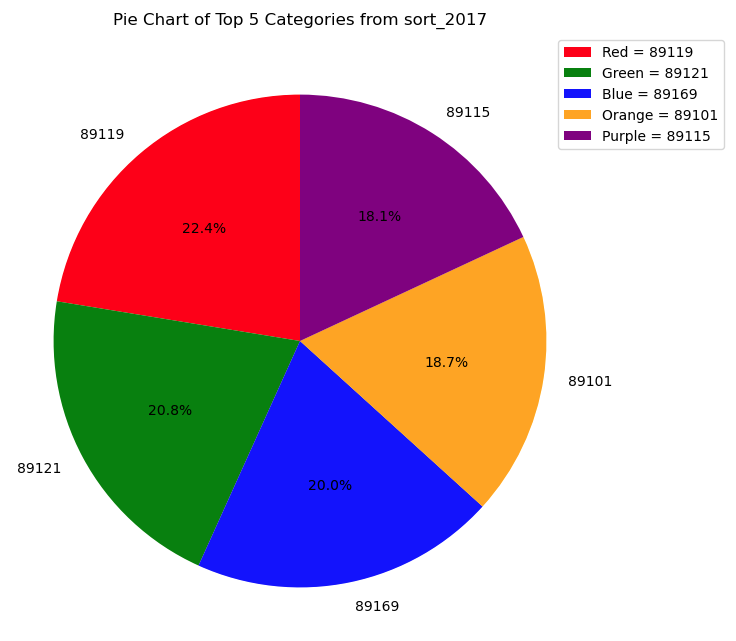 Pie Chart of Top 5 Categories from sort_2017
Red = 89119
Green = 89121
Blue = 89169
Orange = 89101
Purple = 89115
89119
22.4%
89121
20.8%
89169
20.0%
89101
18.7%
89115
18.1%